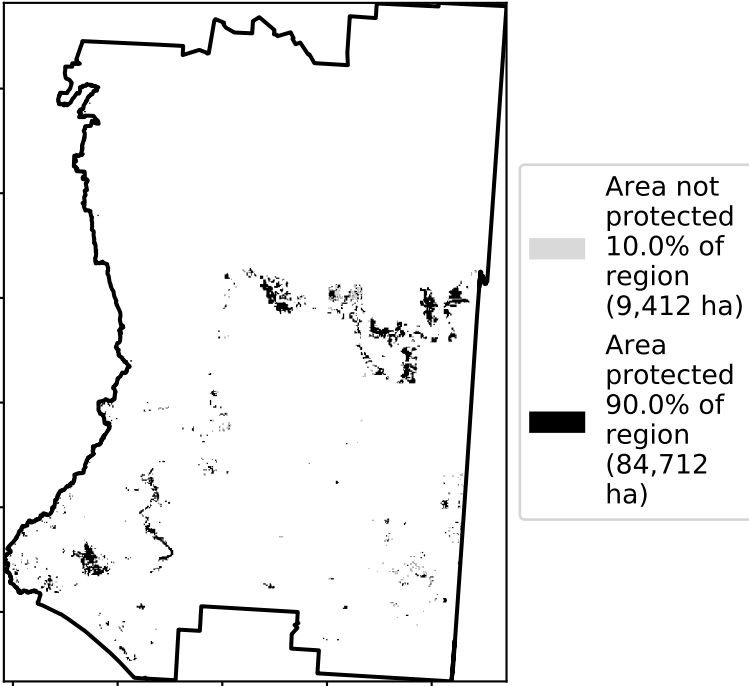 Area not
protected
10.0% of
region
(9,412 ha)
Area
protected
90.0% of
region
(84,712
ha)